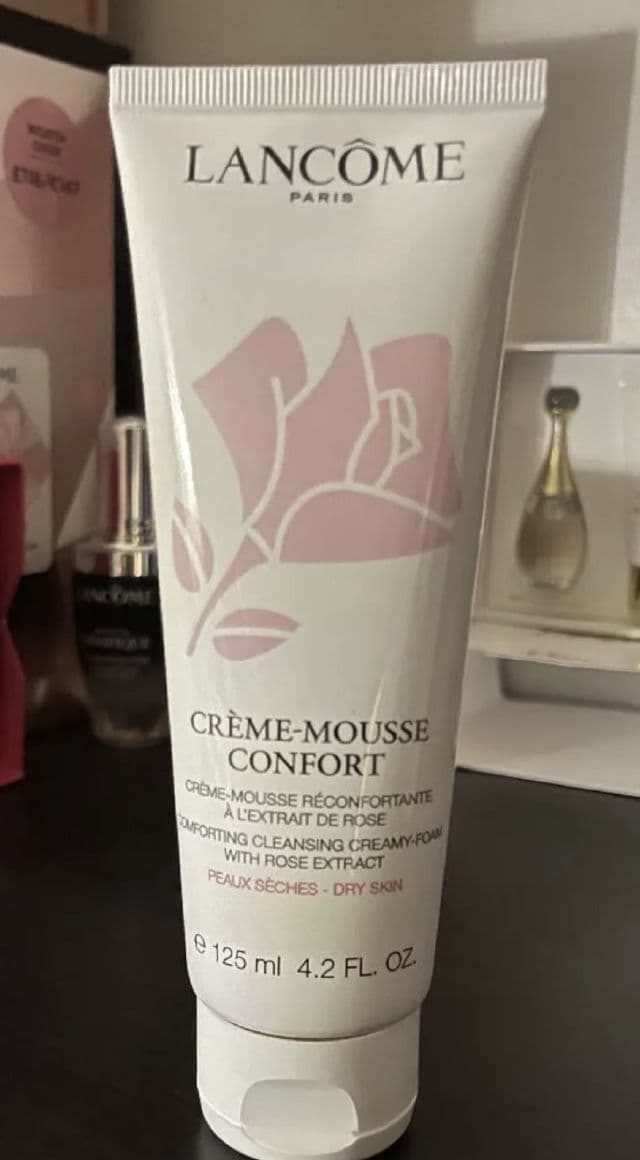 LANCÔME
PARIS
CRÈME-MOUSSE
CONFORT
CRÈME-MOUSSE RÉCONFORTANTE
À L'EXTRAIT DE ROSE
COMFORTING CLEANSING CREAMY-FOAM
WITH ROSE EXTRACT
PEAUX SÈCHES - DRY SKIN
e 125 ml 4.2 FL. OZ.
LANCÔME